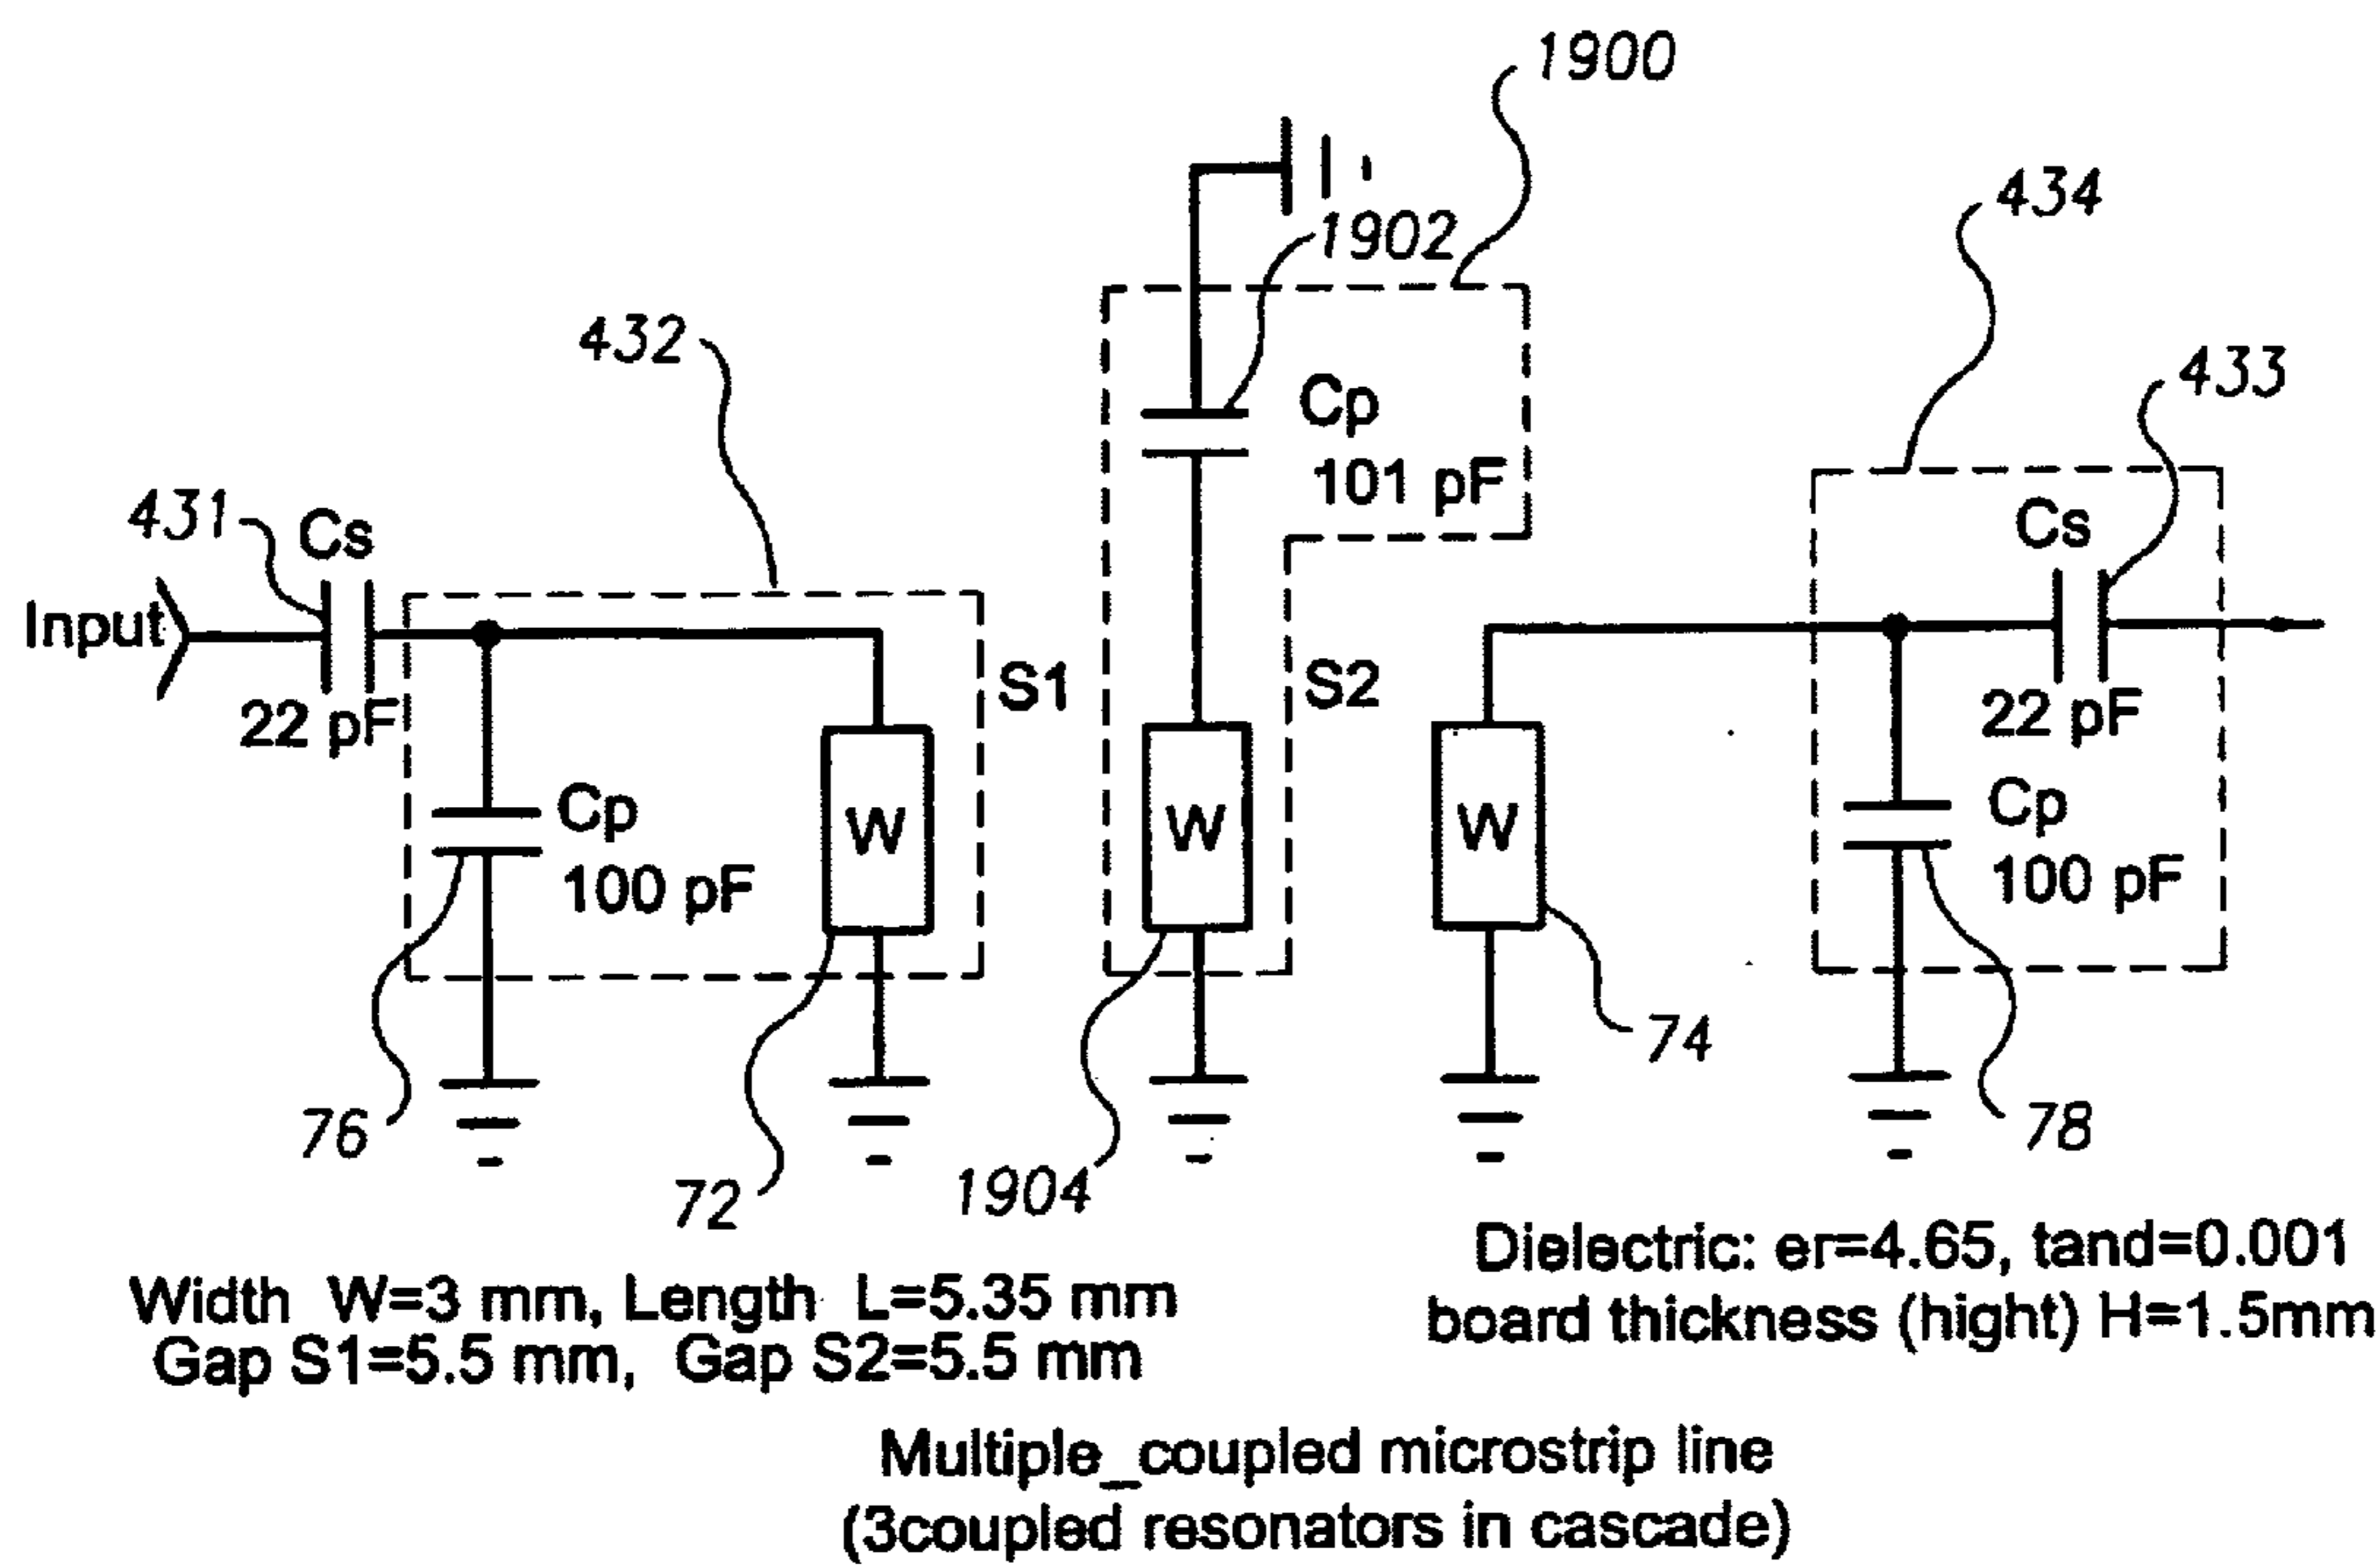 1900
1902
434
432
433
Cp
101 pF
431
Cs
Cs
Input
S1
S2
22 pF
22 pF
Cp
100 pF
W
W
W
Cp
100 pF
74
76
78
72
1904
Dielectric: er=4.65, tand=0.001
board thickness (hight) H=1.5mm
Width W=3 mm, Length L=5.35 mm
Gap S1=5.5 mm, Gap S2=5.5 mm
Multiple_coupled microstrip line
(3coupled resonators in cascade)